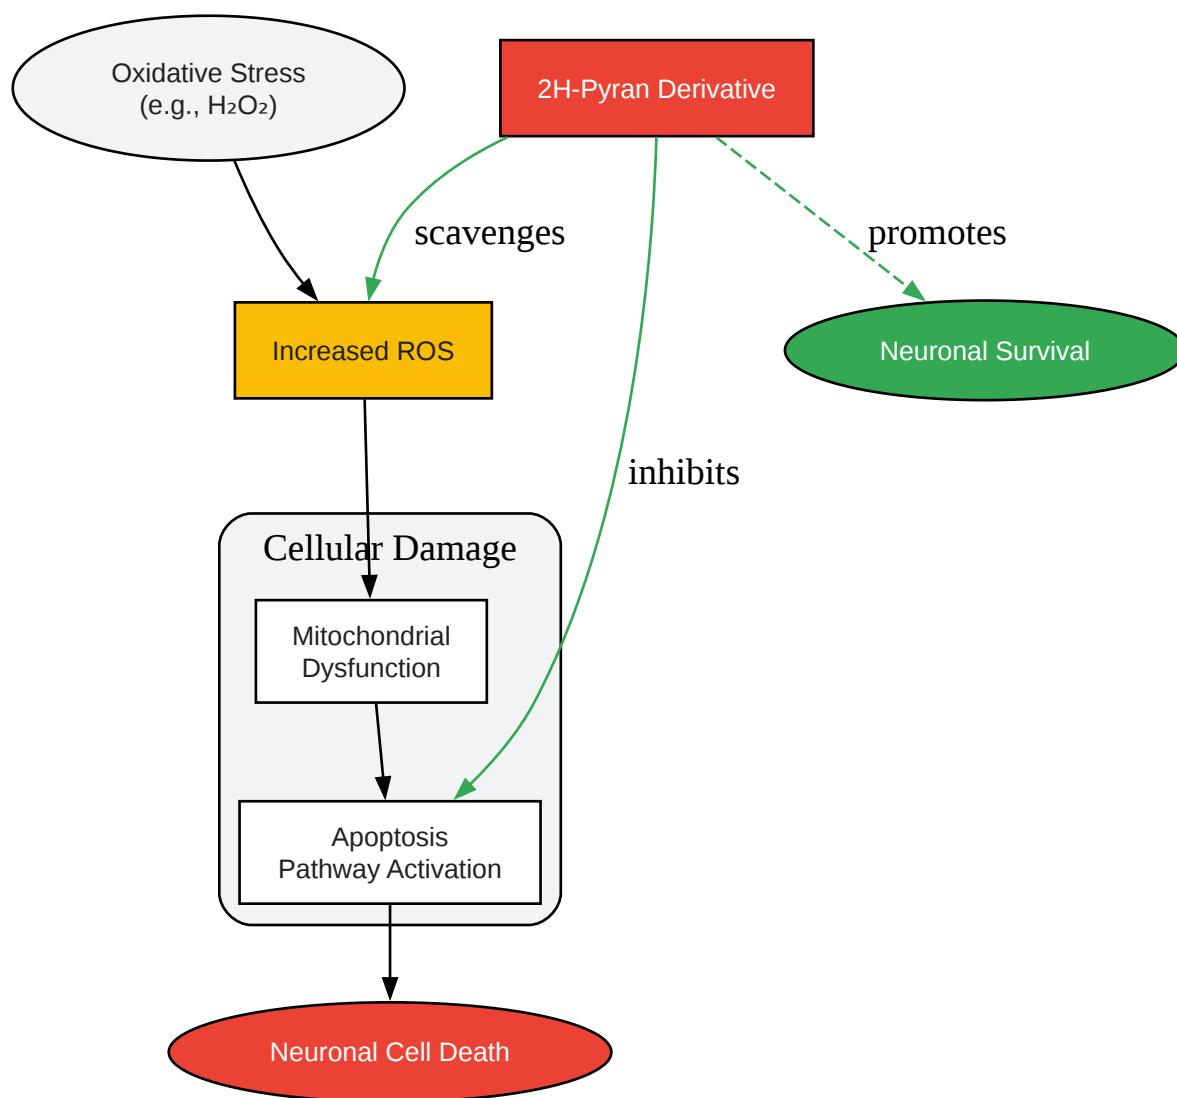 Oxidative Stress
(e.g., H₂O₂)
2H-Pyran Derivative
scavenges
promotes
Increased ROS
Neuronal Survival
inhibits
Cellular Damage
Mitochondrial
Dysfunction
Apoptosis
Pathway Activation
Neuronal Cell Death